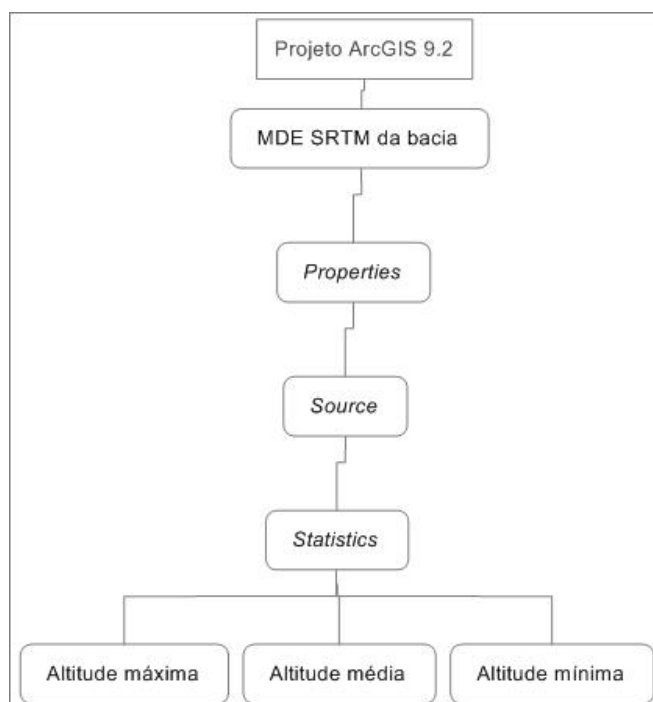 Projeto ArcGIS 9.2
MDE SRTM da bacia
Properties
Source
Statistics
Altitude máxima
Altitude média
Altitude mínima